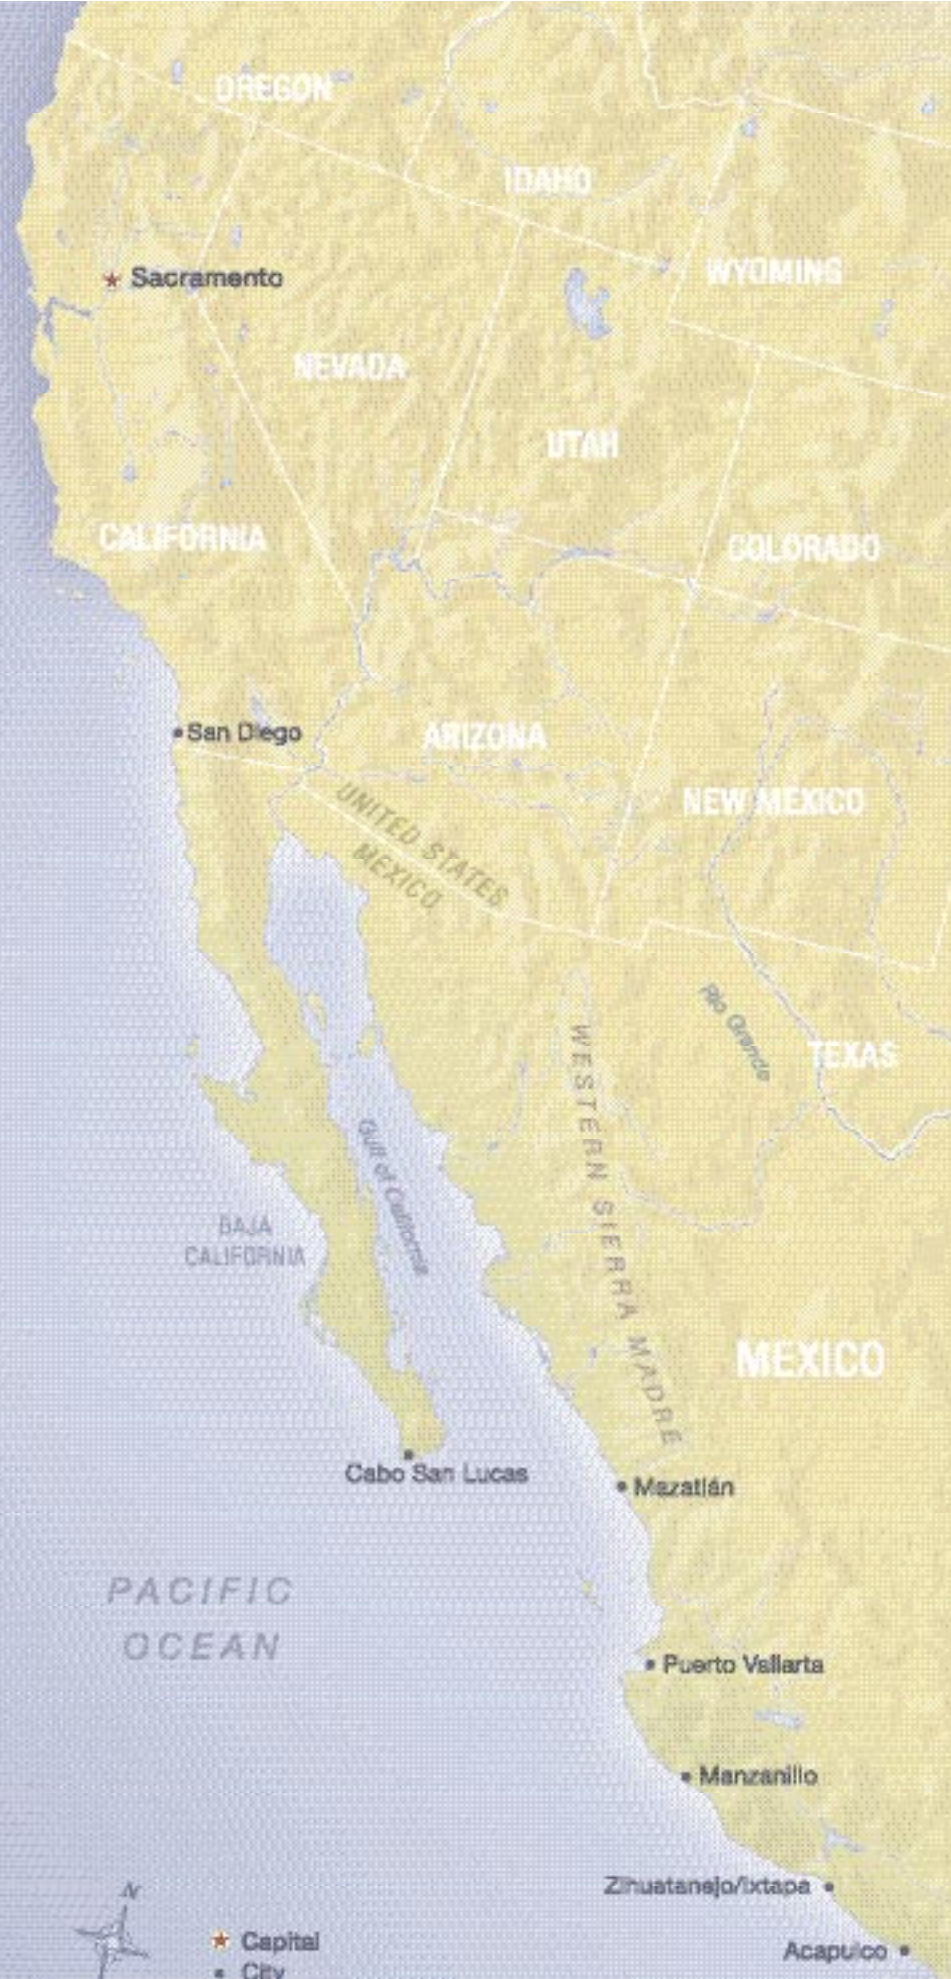 OREGON
IDAHO
WYOMING
Sacramento
NEVADA
UTAH
CALIFORNIA
COLORADO
San Diego
ARIZONA
NEW MEXICO
UNITED STATES
MEXICO
Rio Grande
TEXAS
WESTERN SIERRA MADRE
Gulf of California
BAJA
CALIFORNIA
MEXICO
Cabo San Lucas
Mazatlán
PACIFIC
OCEAN
Puerto Vallarta
Manzanillo
Zihuatanejo/Ixtapa
N
Capital
Acapulco
City